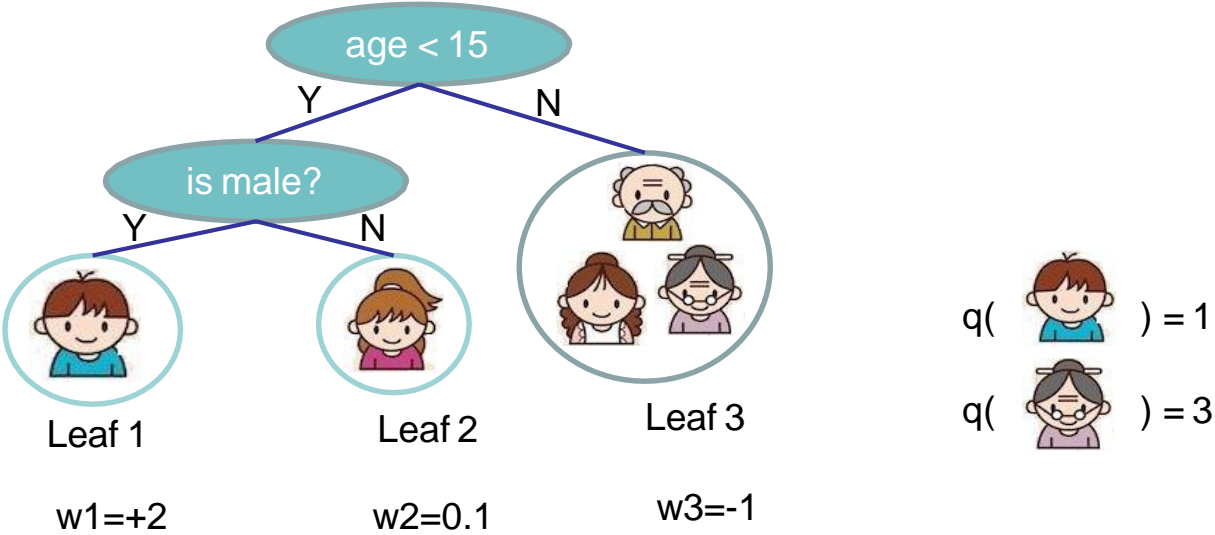 age < 15
Y
N
is male?
Y
N
q( ) = 1
q( ) = 3
Leaf 1
Leaf 2
Leaf 3
w1=+2
w2=0.1
w3=-1